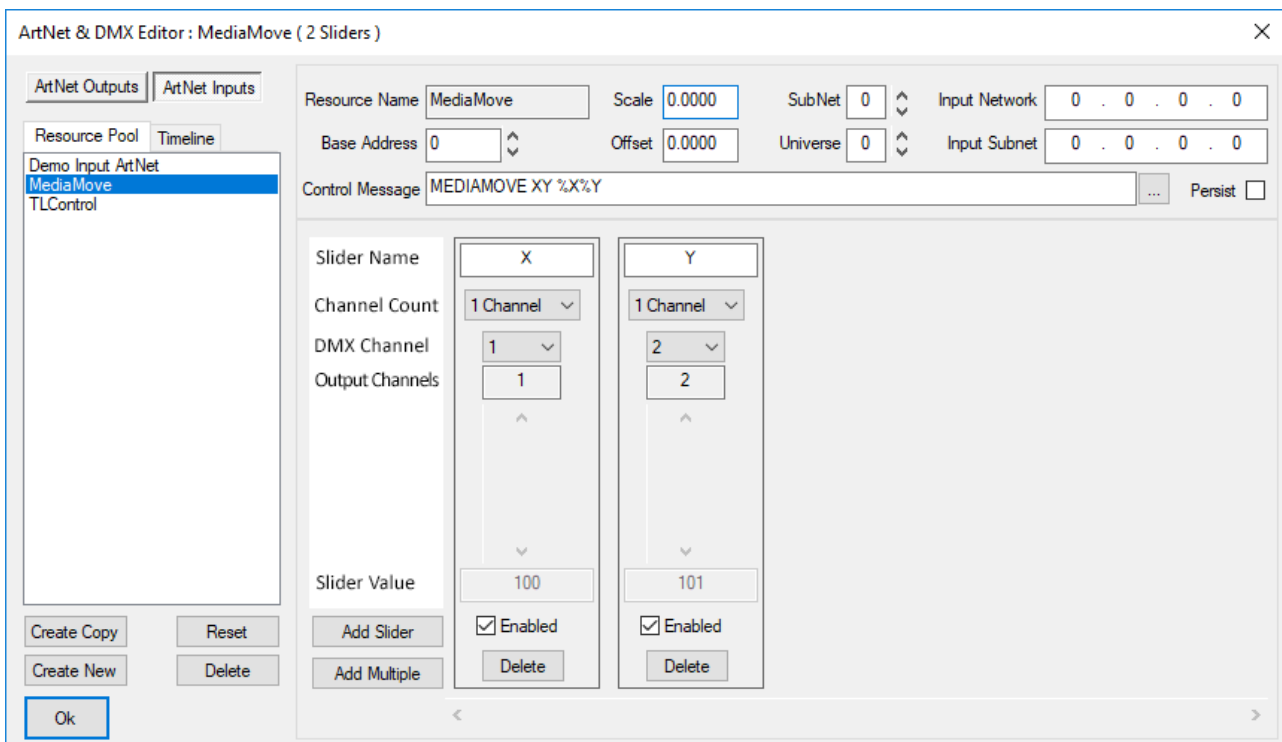 ArtNet & DMX Editor : MediaMove ( 2 Sliders )
ArtNet Outputs ArtNet Inputs
Resource Pool Timeline
Demo Input ArtNet
MediaMove
TLControl
Create Copy Reset
Create New Delete
Ok
Resource Name MediaMove Scale 0.0000 SubNet 0 Input Network 0 . 0 . 0 . 0
Base Address 0 Offset 0.0000 Universe 0 Input Subnet 0 . 0 . 0 . 0
Control Message MEDIAMOVE XY %X%Y ... Persist
Slider Name X Y
Channel Count 1 Channel 1 Channel
DMX Channel 1 2
Output Channels 1 2
Slider Value 100 101
Add Slider Enabled Enabled
Add Multiple Delete Delete